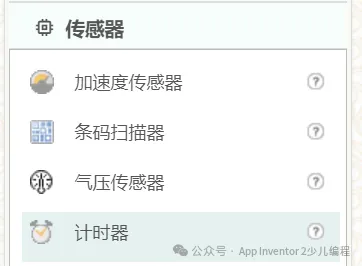 传感器
加速度传感器
?
条码扫描器
?
气压传感器
?
计时器
?
公众号 · App Inventor 2少儿编程